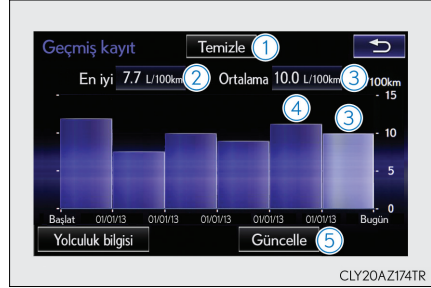 Geçmiş kayıt Temizle 1
En iyi 7.7 L/100km 2 Ortalama 10.0 L/100km 3 100km
15
4 3
10
5
0
Başlat 01/01/13 01/01/13 01/01/13 01/01/13 01/01/13 Bugün
Yolculuk bilgisi Güncelle 5
CLY20AZ174TR